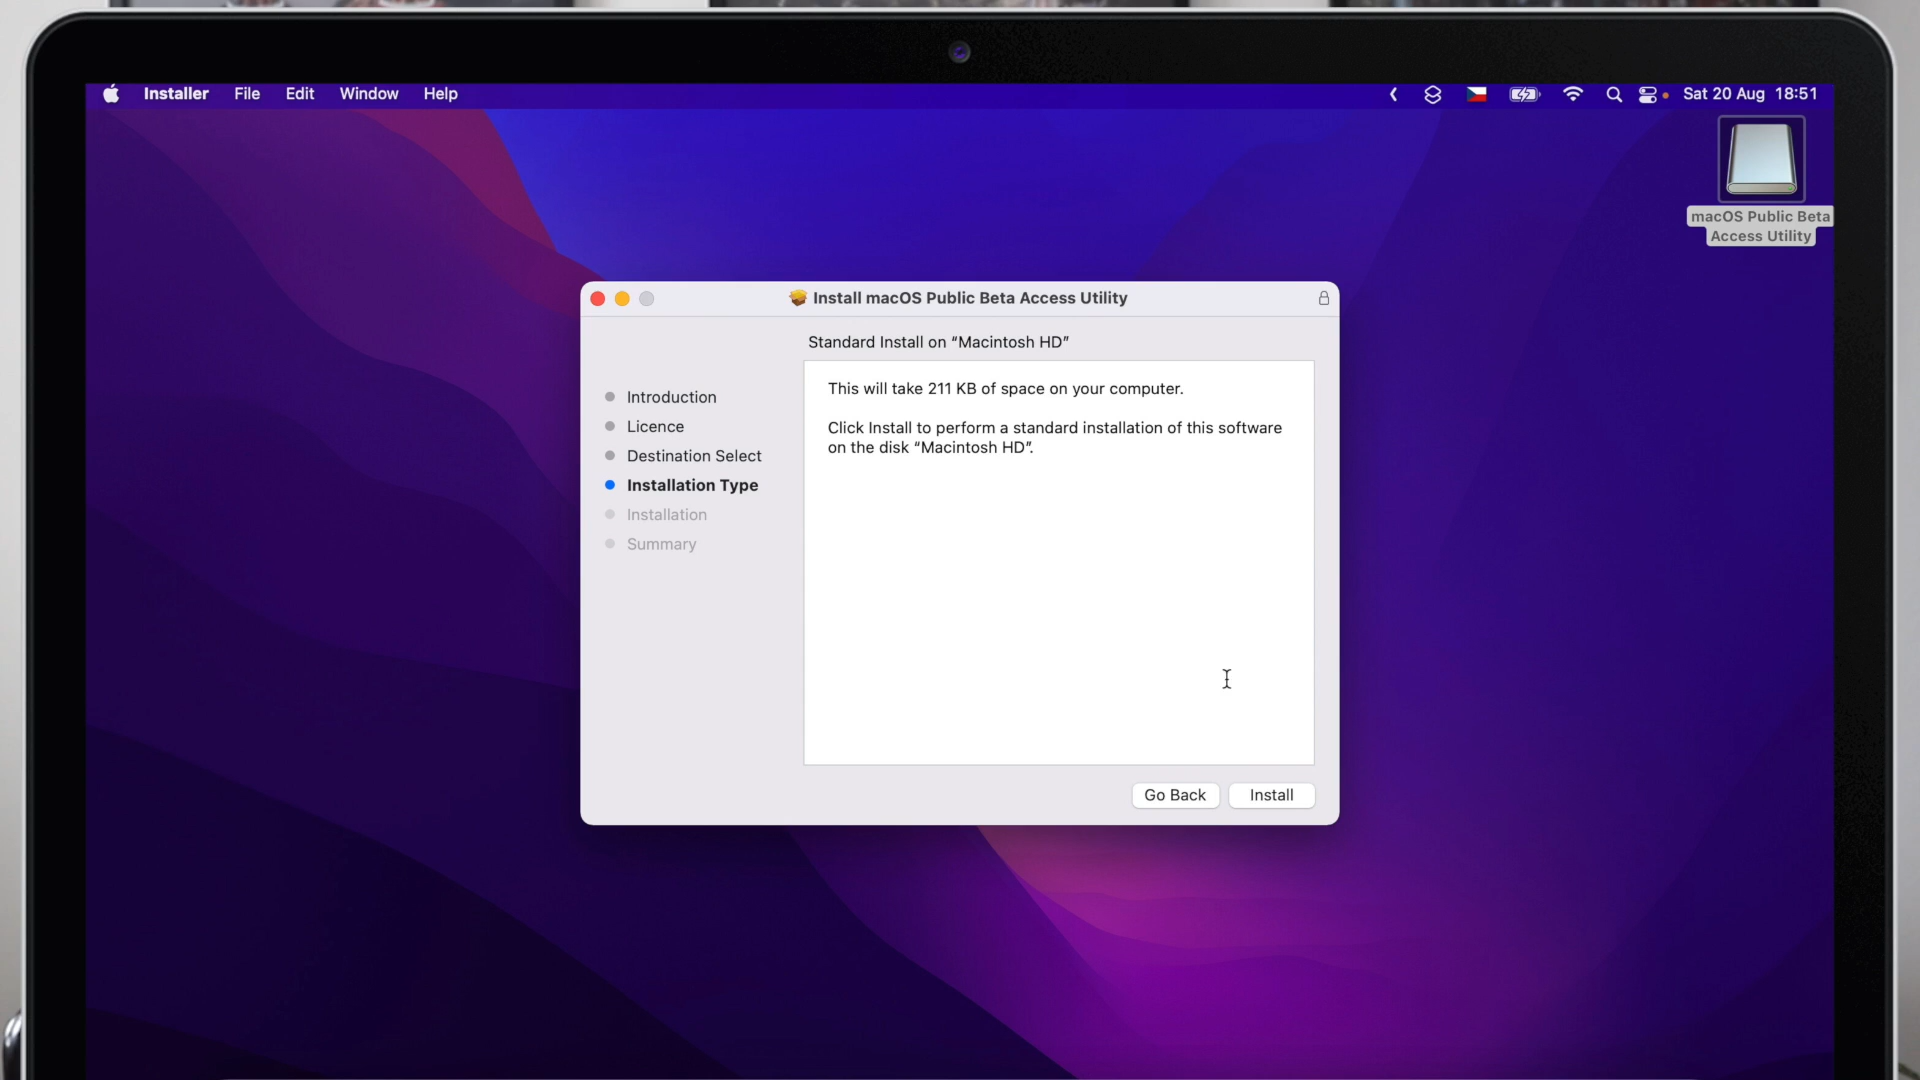 Installer File Edit Window Help
Sat 20 Aug 18:51
macOS Public Beta
Access Utility
Install macOS Public Beta Access Utility
Standard Install on “Macintosh HD”
Introduction
Licence
Destination Select
Installation Type
Installation
Summary
This will take 211 KB of space on your computer.
Click Install to perform a standard installation of this software
on the disk “Macintosh HD”.
Go Back
Install